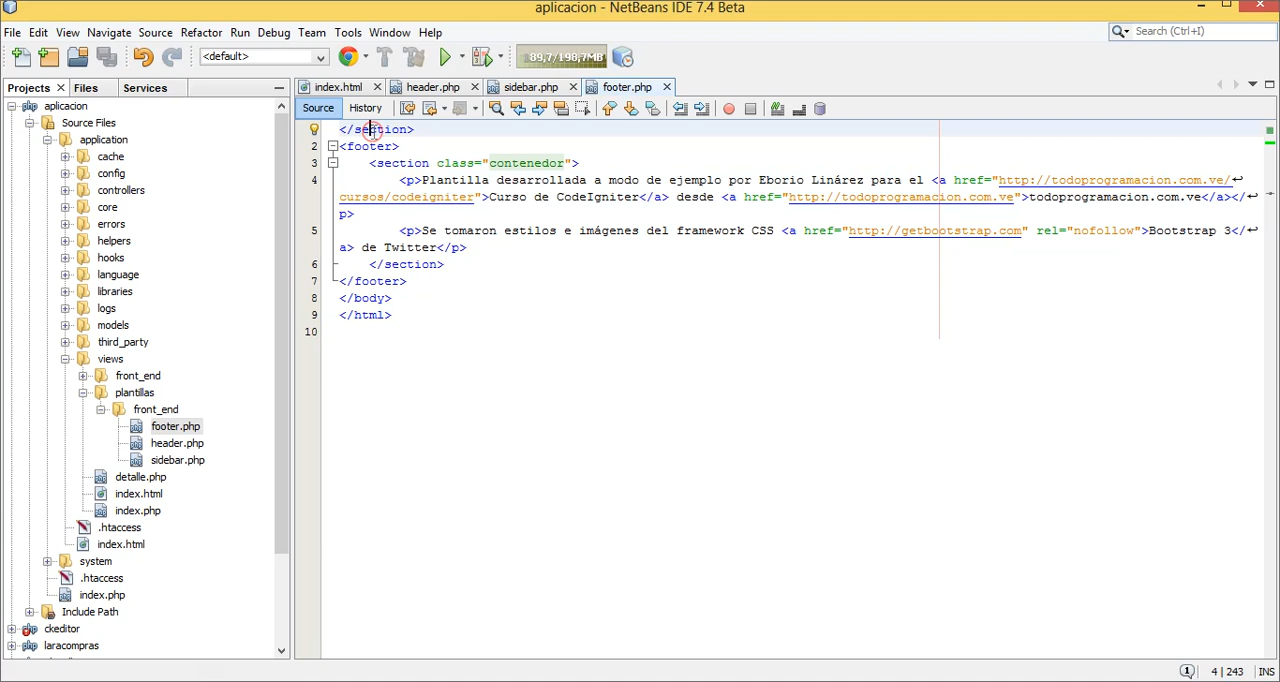 aplicacion - NetBeans IDE 7.4 Beta
File Edit View Navigate Source Refactor Run Debug Team Tools Window Help
Search (Ctrl+I)
<default>
89,7/198,7MB
Projects Files Services
index.html header.php sidebar.php footer.php
Source History
aplicacion
Source Files
application
cache
config
controllers
core
errors
helpers
hooks
language
libraries
logs
models
third_party
views
front_end
plantillas
front_end
footer.php
header.php
sidebar.php
detalle.php
index.html
index.php
.htaccess
index.html
system
.htaccess
index.php
Include Path
ckeditor
laracompras
</section>
2 <footer>
3 <section class="contenedor">
4 <p>Plantilla desarrollada a modo de ejemplo por Eborio Linárez para el <a href="http://todoprogramacion.com.ve/
cursos/codeigniter">Curso de CodeIgniter</a> desde <a href="http://todoprogramacion.com.ve">todoprogramacion.com.ve</a></
p>
5 <p>Se tomaron estilos e imágenes del framework CSS <a href="http://getbootstrap.com" rel="nofollow">Bootstrap 3</
a> de Twitter</p>
6 </section>
7 </footer>
8 </body>
9 </html>
10
1 4 | 243 INS